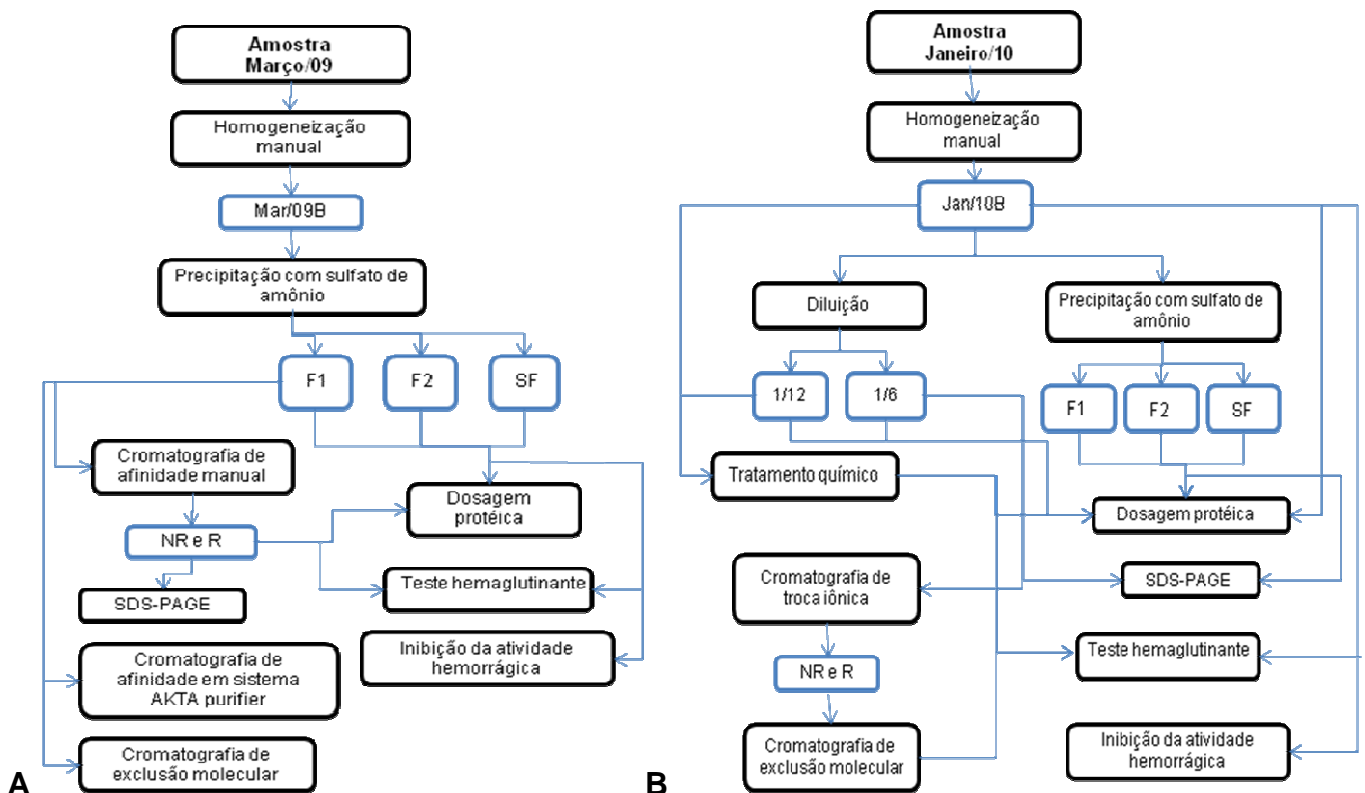 Amostra
Março/09
Homogeneização
manual
Mar/09B
Precipitação com sulfato de
amônio
F1
F2
SF
Cromatografia de
afinidade manual
NR e R
SDS-PAGE
Dosagem
protéica
Teste hemaglutinante
Inibição da atividade
hemorrágica
Cromatografia de
afinidade em sistema
AKTA purifier
Cromatografia de
exclusão molecular
A
Amostra
Janeiro/10
Homogeneização
manual
Jan/10B
Diluição
Precipitação com sulfato de
amônio
1/12
1/6
F1
F2
SF
Tratamento químico
Dosagem protéica
Cromatografia de
troca iônica
SDS-PAGE
Teste hemaglutinante
NR e R
Cromatografia de
exclusão molecular
Inibição da atividade
hemorrágica
B